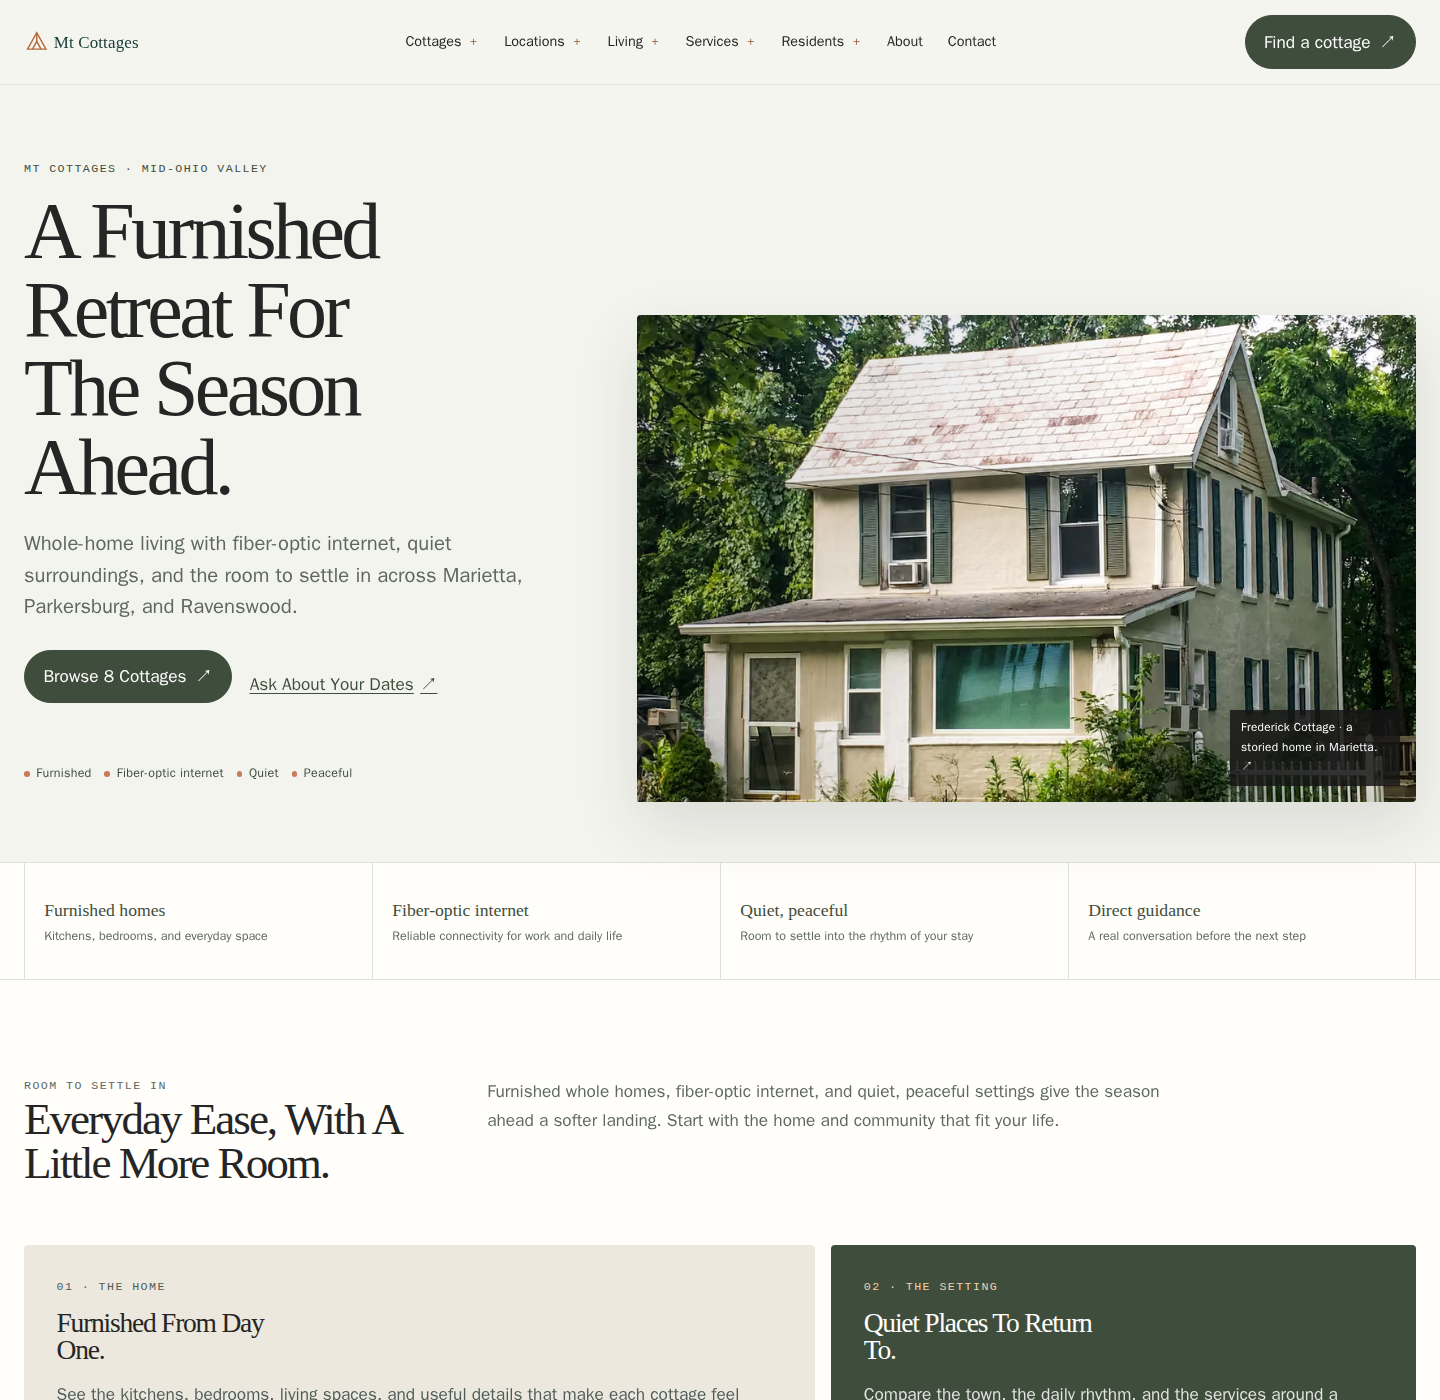 Mt Cottages
Cottages +
Locations +
Living +
Services +
Residents +
About
Contact
Find a cottage ↗
MT COTTAGES · MID-OHIO VALLEY
A Furnished
Retreat For
The Season
Ahead.
Whole-home living with fiber-optic internet, quiet
surroundings, and the room to settle in across Marietta,
Parkersburg, and Ravenswood.
Browse 8 Cottages ↗
Ask About Your Dates ↗
Furnished
Fiber-optic internet
Quiet
Peaceful
Frederick Cottage · a
storied home in Marietta.
↗
Furnished homes
Kitchens, bedrooms, and everyday space
Fiber-optic internet
Reliable connectivity for work and daily life
Quiet, peaceful
Room to settle into the rhythm of your stay
Direct guidance
A real conversation before the next step
ROOM TO SETTLE IN
Everyday Ease, With A
Little More Room.
Furnished whole homes, fiber-optic internet, and quiet, peaceful settings give the season
ahead a softer landing. Start with the home and community that fit your life.
01 · THE HOME
Furnished From Day
One.
See the kitchens, bedrooms, living spaces, and useful details that make each cottage feel
02 · THE SETTING
Quiet Places To Return
To.
Compare the town, the daily rhythm, and the services around a